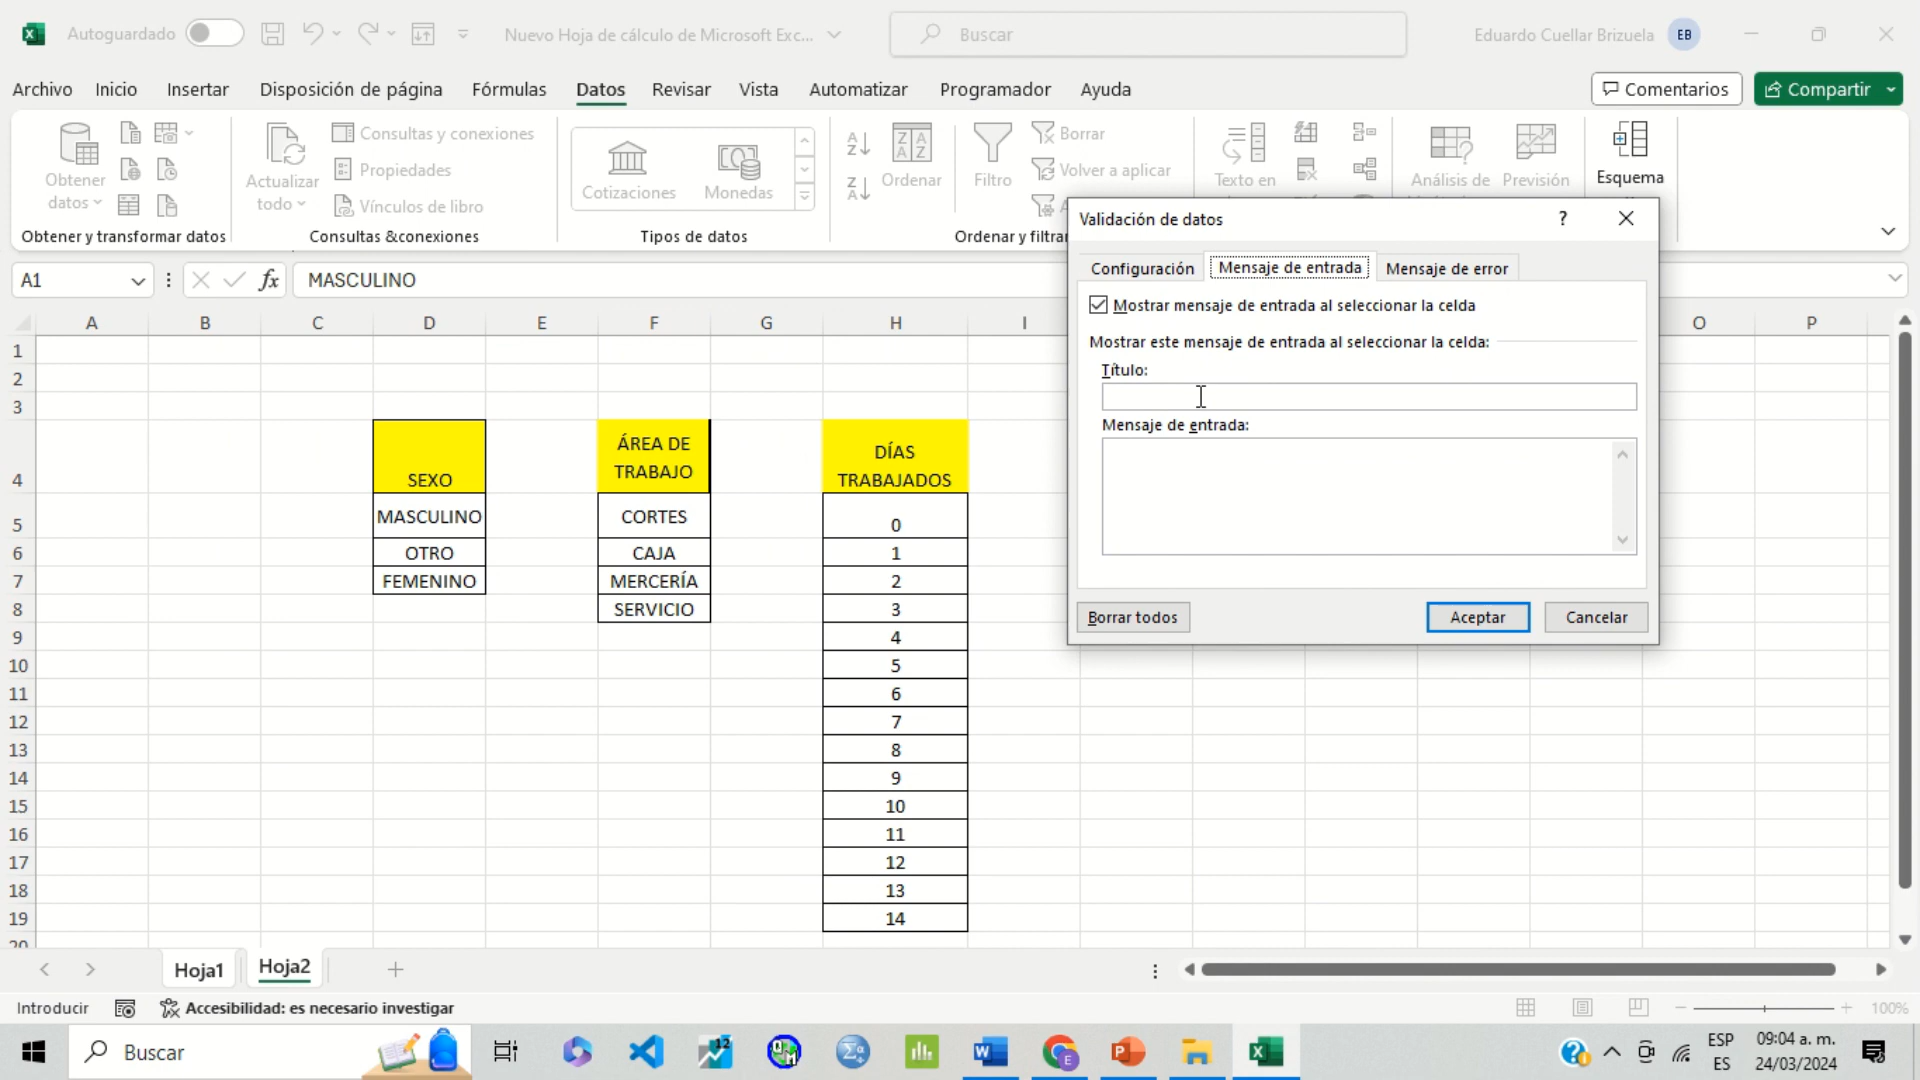 Autoguardado
Nuevo Hoja de cálculo de Microsoft Exc...
Buscar
Eduardo Cuellar Brizuela
EB
Archivo Inicio Insertar Disposición de página Fórmulas Datos Revisar Vista Automatizar Programador Ayuda
Comentarios
Compartir
Obtener datos
Obtener y transformar datos
Actualizar todo
Consultas y conexiones
Propiedades
Vínculos de libro
Consultas &conexiones
Cotizaciones
Monedas
Tipos de datos
Ordenar
Filtro
Borrar
Volver a aplicar
Ordenar y filtrar
Texto en
Análisis de
Previsión
Esquema
A1
fx
MASCULINO
A B C D E F G H I O P
1
2
3
4 SEXO ÁREA DE TRABAJO DÍAS TRABAJADOS
5 MASCULINO CORTES 0
6 OTRO CAJA 1
7 FEMENINO MERCERÍA 2
8 SERVICIO 3
9 4
10 5
11 6
12 7
13 8
14 9
15 10
16 11
17 12
18 13
19 14
20
Validación de datos
?
Configuración Mensaje de entrada Mensaje de error
Mostrar mensaje de entrada al seleccionar la celda
Mostrar este mensaje de entrada al seleccionar la celda:
Título:
Mensaje de entrada:
Borrar todos Aceptar Cancelar
Hoja1 Hoja2
Introducir
Accesibilidad: es necesario investigar
100%
Buscar
ESP
ES
09:04 a. m.
24/03/2024